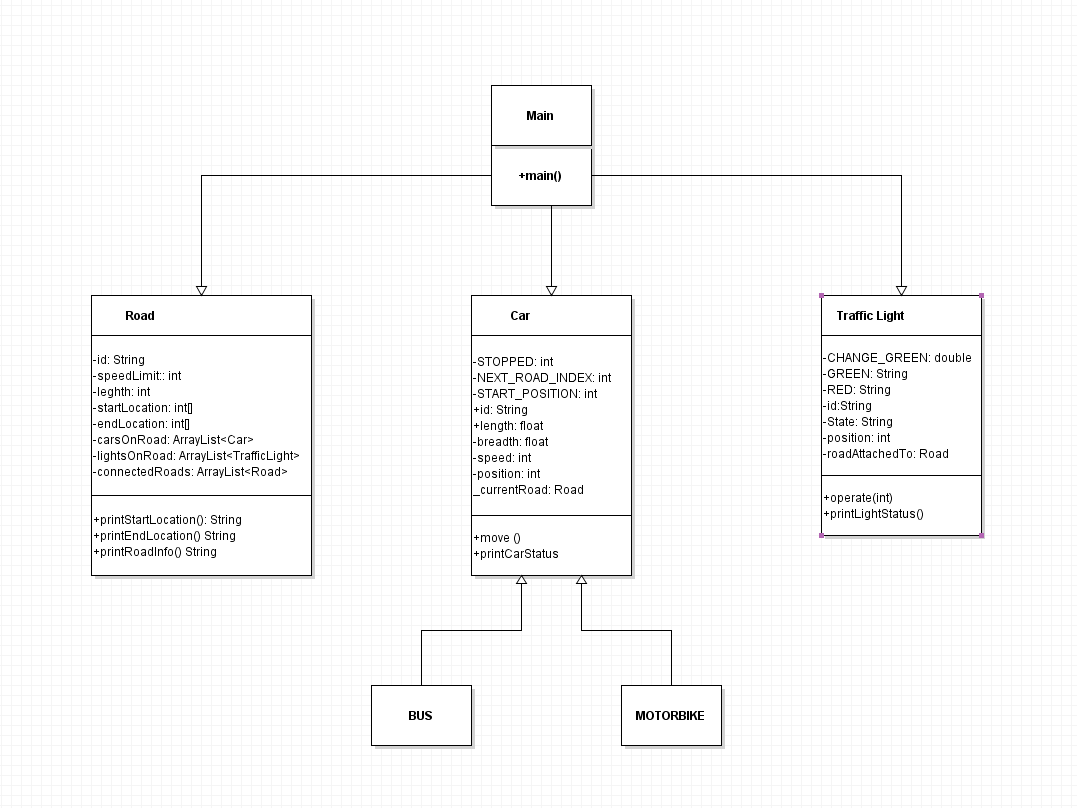 Main
+main()
Road
-id: String
-speedLimit:: int
-leghth: int
-startLocation: int[]
-endLocation: int[]
-carsOnRoad: ArrayList<Car>
-lightsOnRoad: ArrayList<TrafficLight>
-connectedRoads: ArrayList<Road>
+printStartLocation(): String
+printEndLocation() String
+printRoadInfo() String
Car
-STOPPED: int
-NEXT_ROAD_INDEX: int
-START_POSITION: int
+id: String
+length: float
-breadth: float
-speed: int
-position: int
_currentRoad: Road
+move ()
+printCarStatus
Traffic Light
-CHANGE_GREEN: double
-GREEN: String
-RED: String
-id:String
-State: String
-position: int
-roadAttachedTo: Road
+operate(int)
+printLightStatus()
BUS
MOTORBIKE